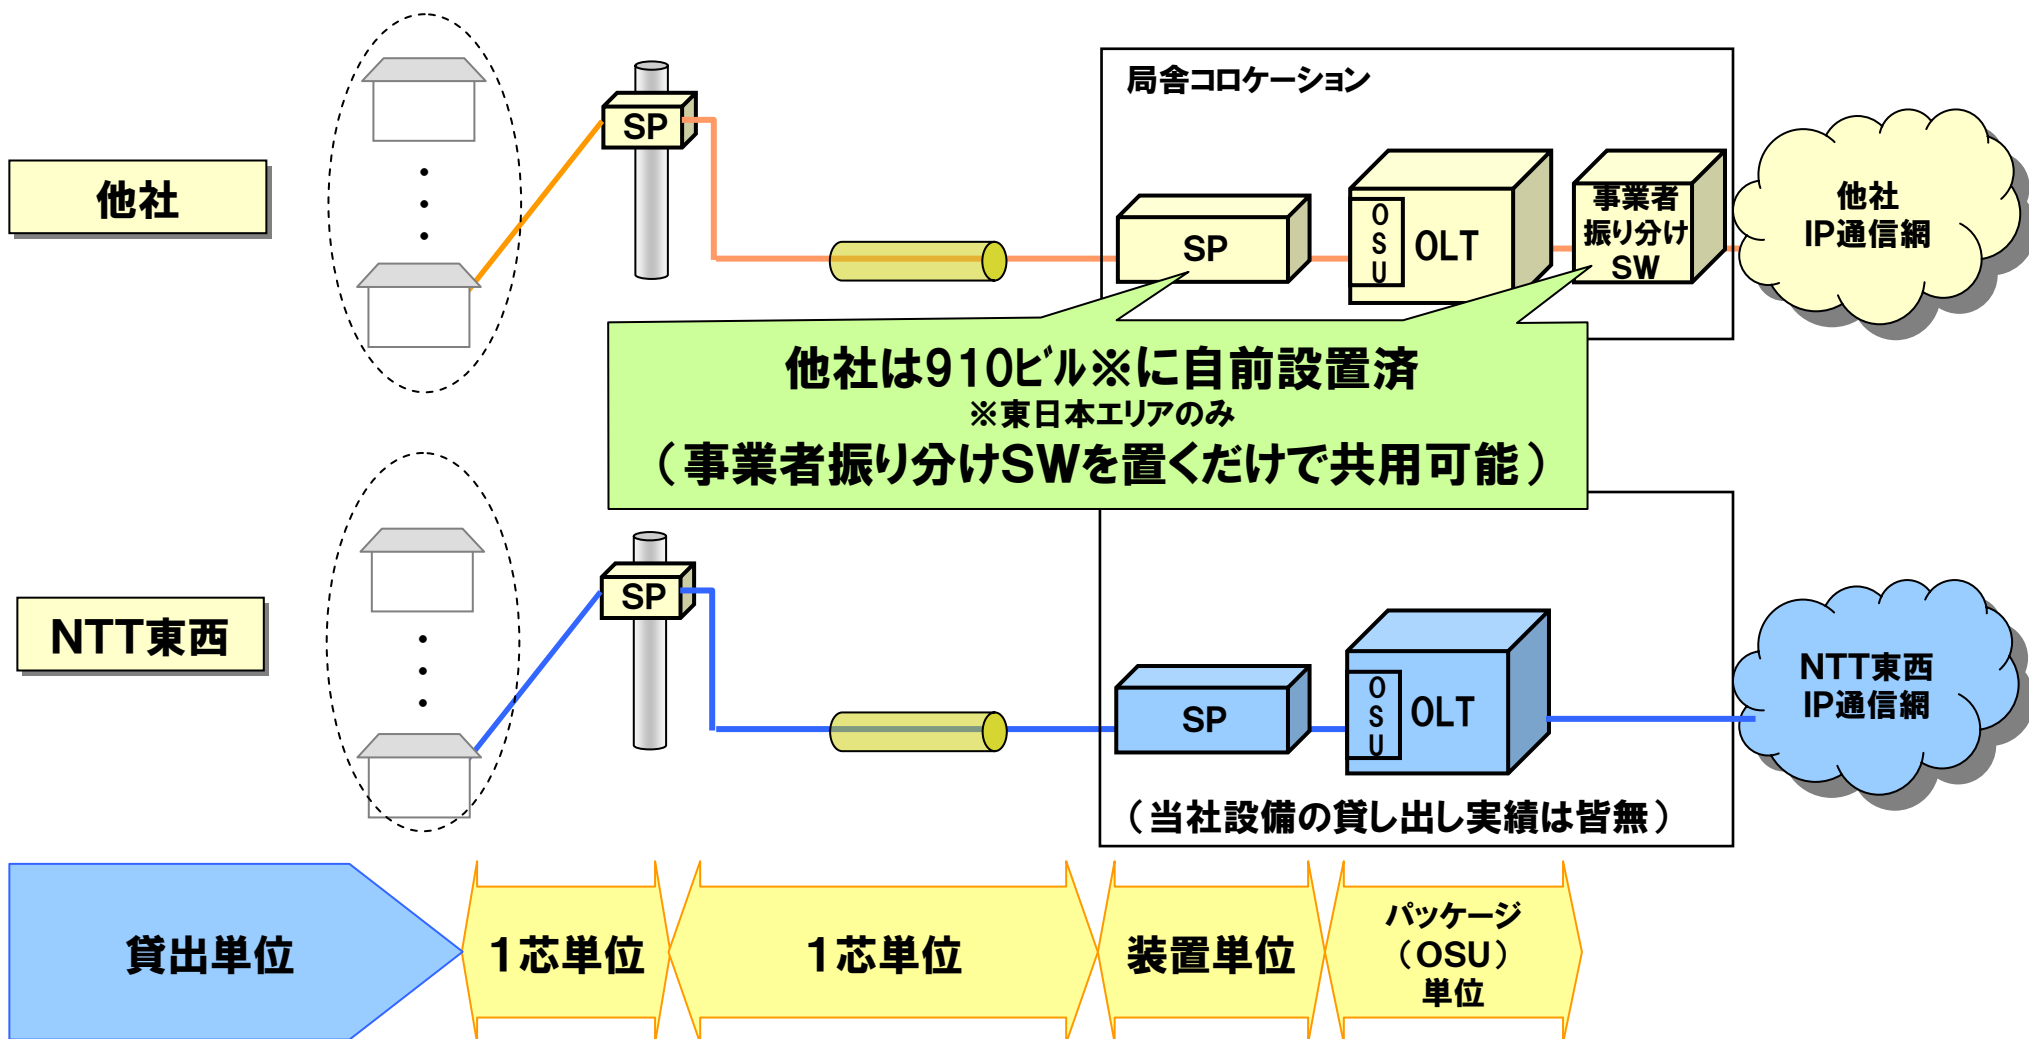 局舎コロケーション
他社
SP
SP
OSU
OLT
事業者
振り分け
SW
他社
IP通信網
他社は910ビル※に自前設置済
※東日本エリアのみ
（事業者振り分けSWを置くだけで共用可能）
NTT東西
SP
SP
OSU
OLT
NTT東西
IP通信網
（当社設備の貸し出し実績は皆無）
貸出単位
1芯単位
1芯単位
装置単位
パッケージ
（OSU）
単位